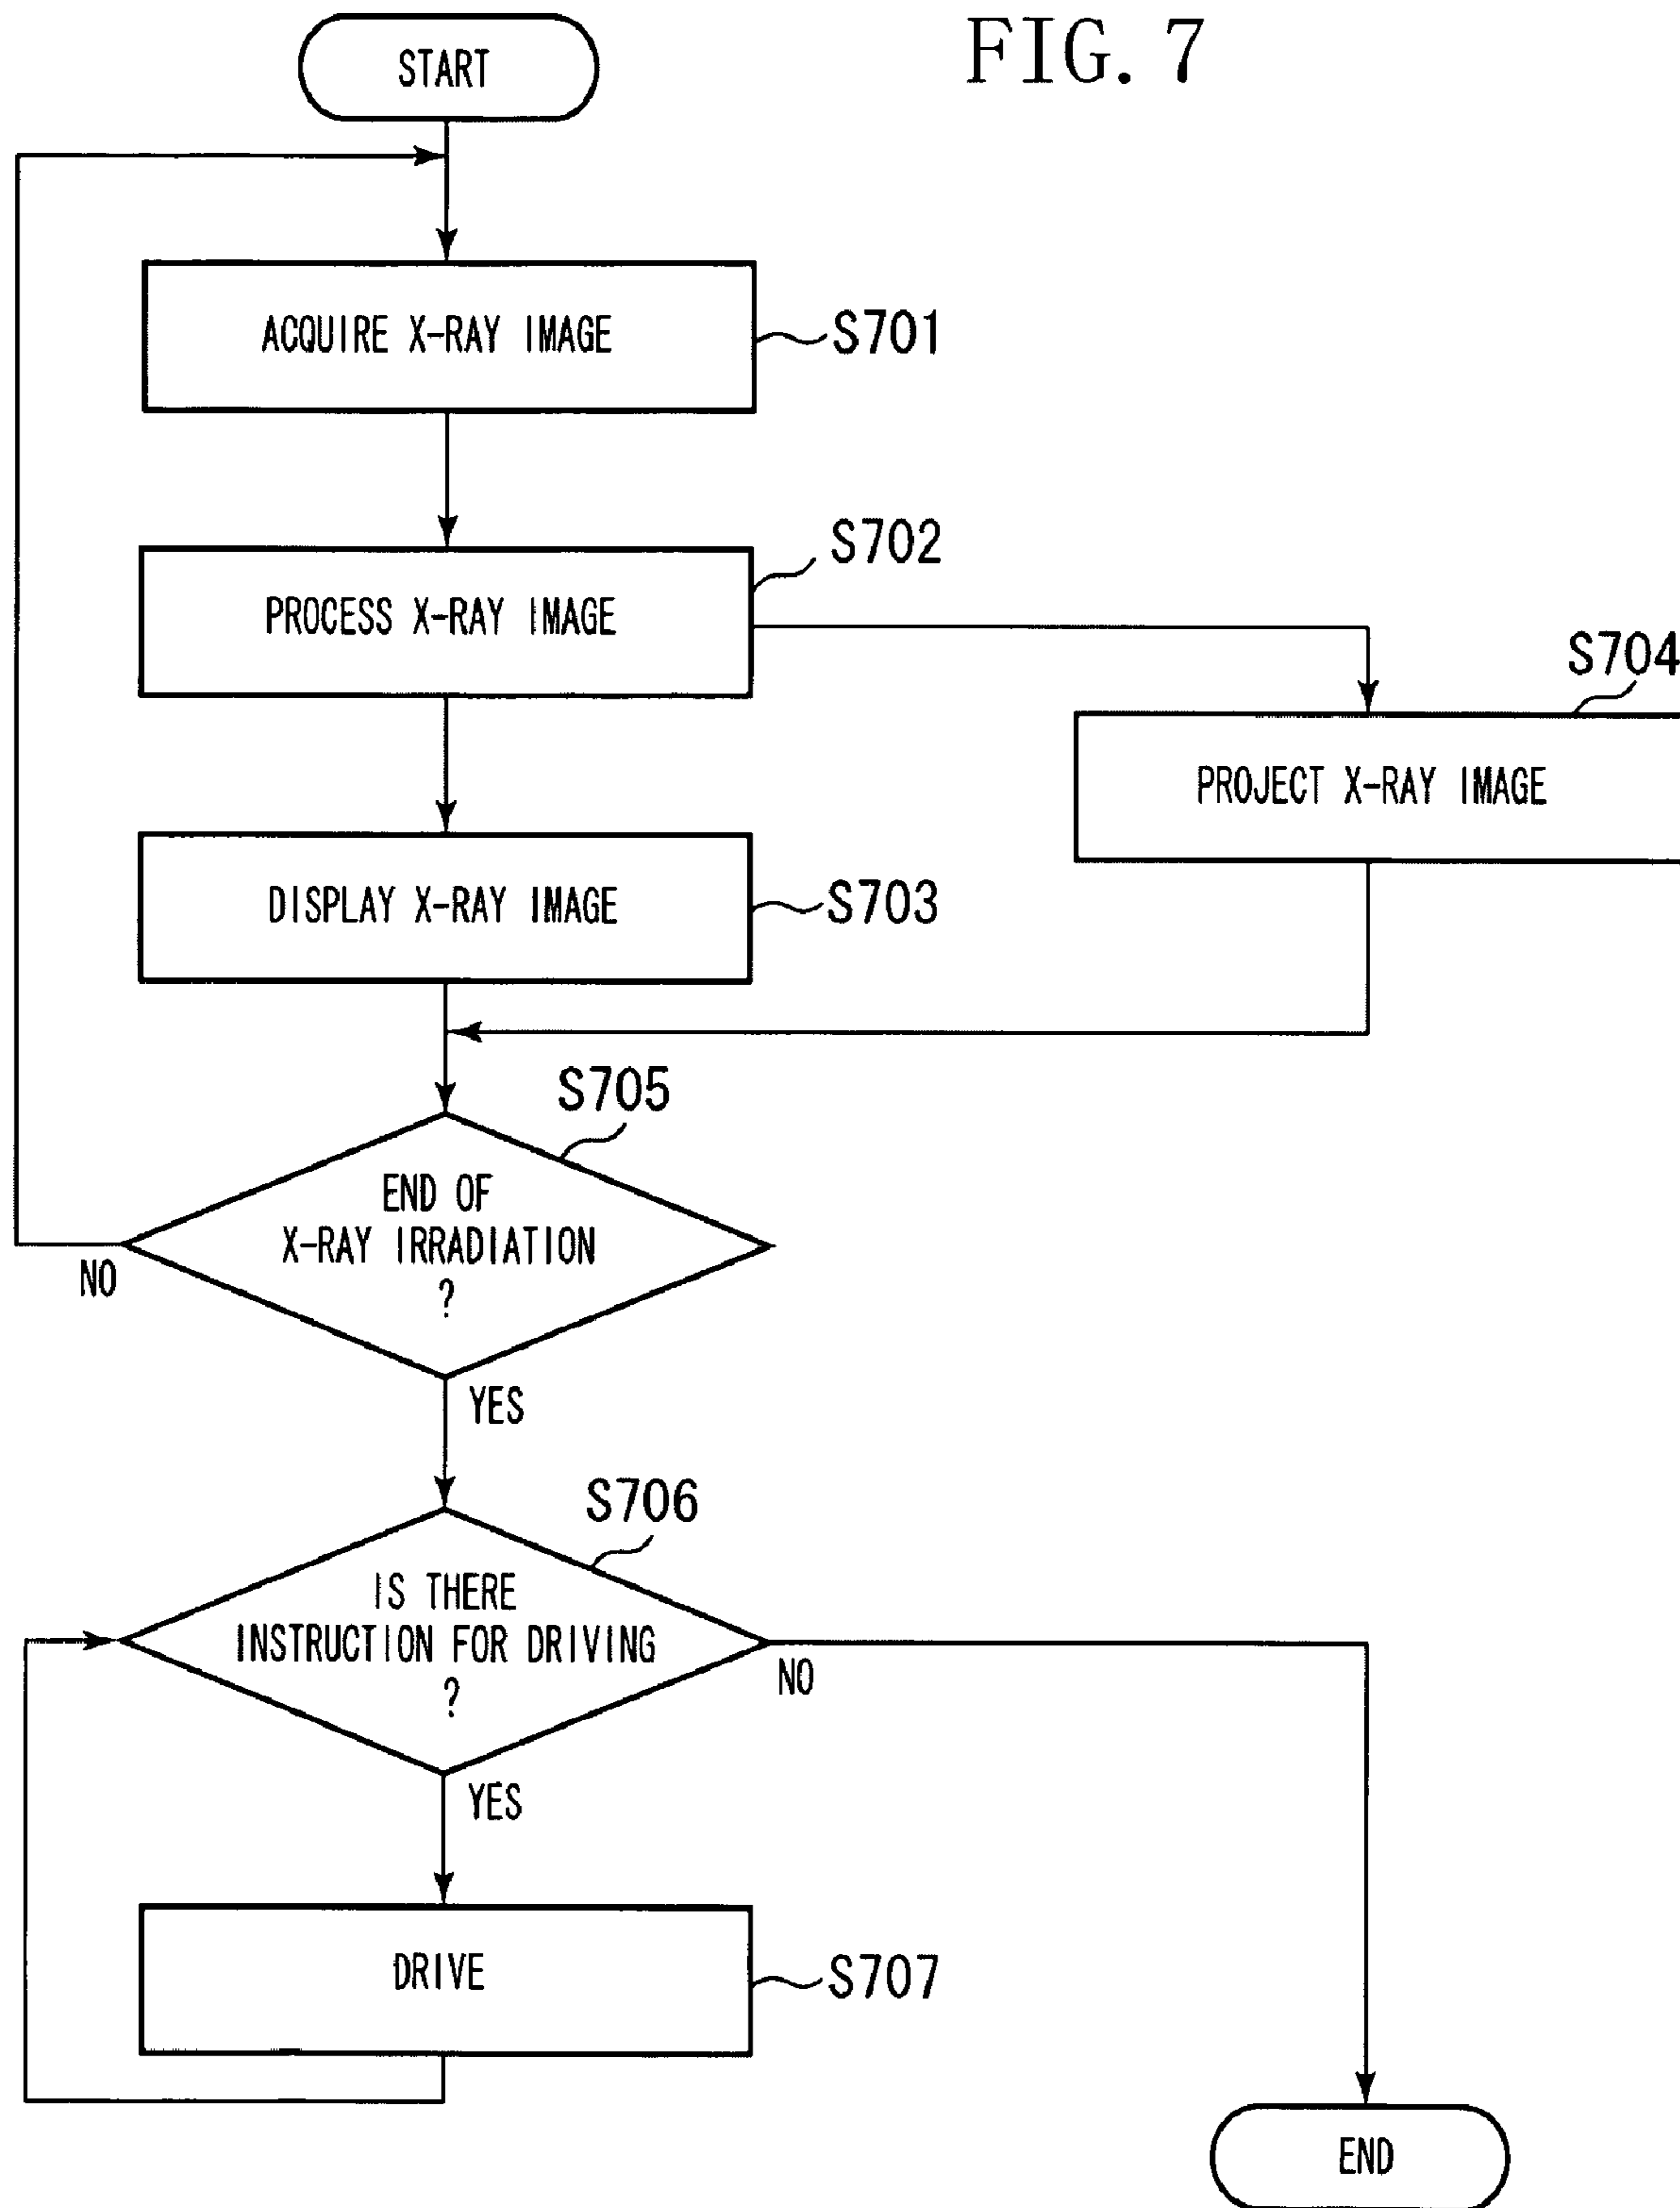 FIG. 7
START
ACQUIRE X-RAY IMAGE
S701
PROCESS X-RAY IMAGE
S702
PROJECT X-RAY IMAGE
S704
DISPLAY X-RAY IMAGE
S703
S705
END OF
X-RAY IRRADIATION
?
NO
YES
S706
IS THERE
INSTRUCTION FOR DRIVING
?
NO
YES
DRIVE
S707
END